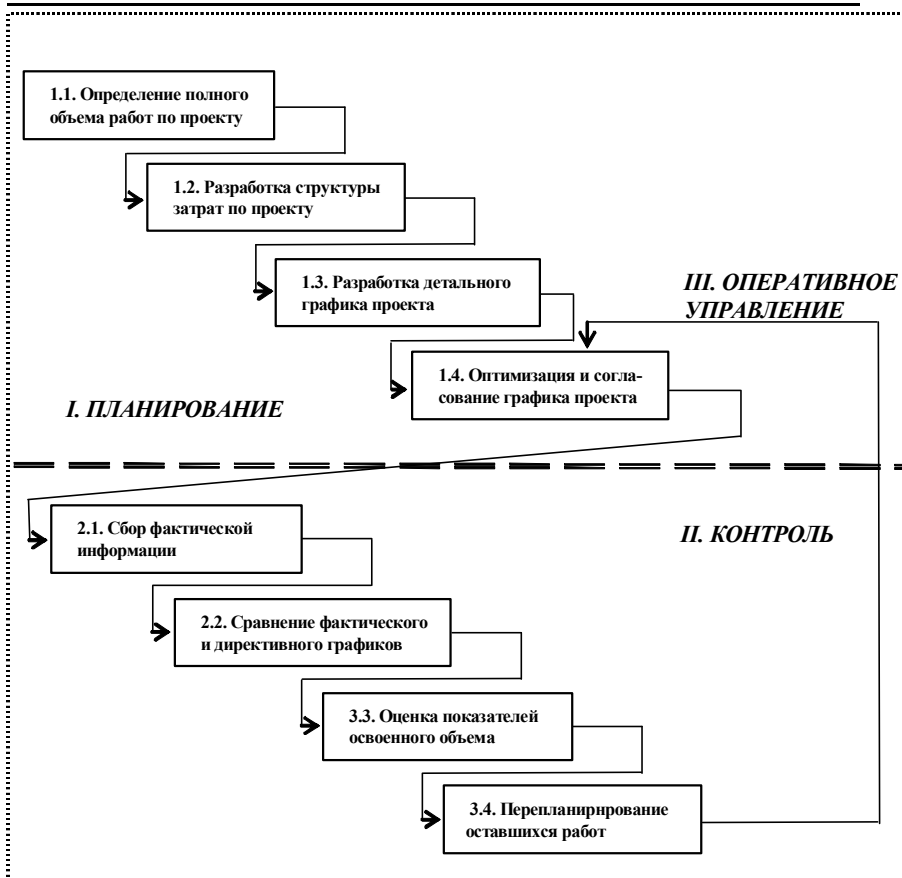 1.1. Определение полного
объема работ по проекту
1.2. Разработка структуры
затрат по проекту
1.3. Разработка детального
графика проекта
III. ОПЕРАТИВНОЕ
УПРАВЛЕНИЕ
1.4. Оптимизация и согла-
сование графика проекта
I. ПЛАНИРОВАНИЕ
2.1. Сбор фактической
информации
II. КОНТРОЛЬ
2.2. Сравнение фактического
и директивного графиков
3.3. Оценка показателей
освоенного объема
3.4. Перепланирнрование
оставшихся работ